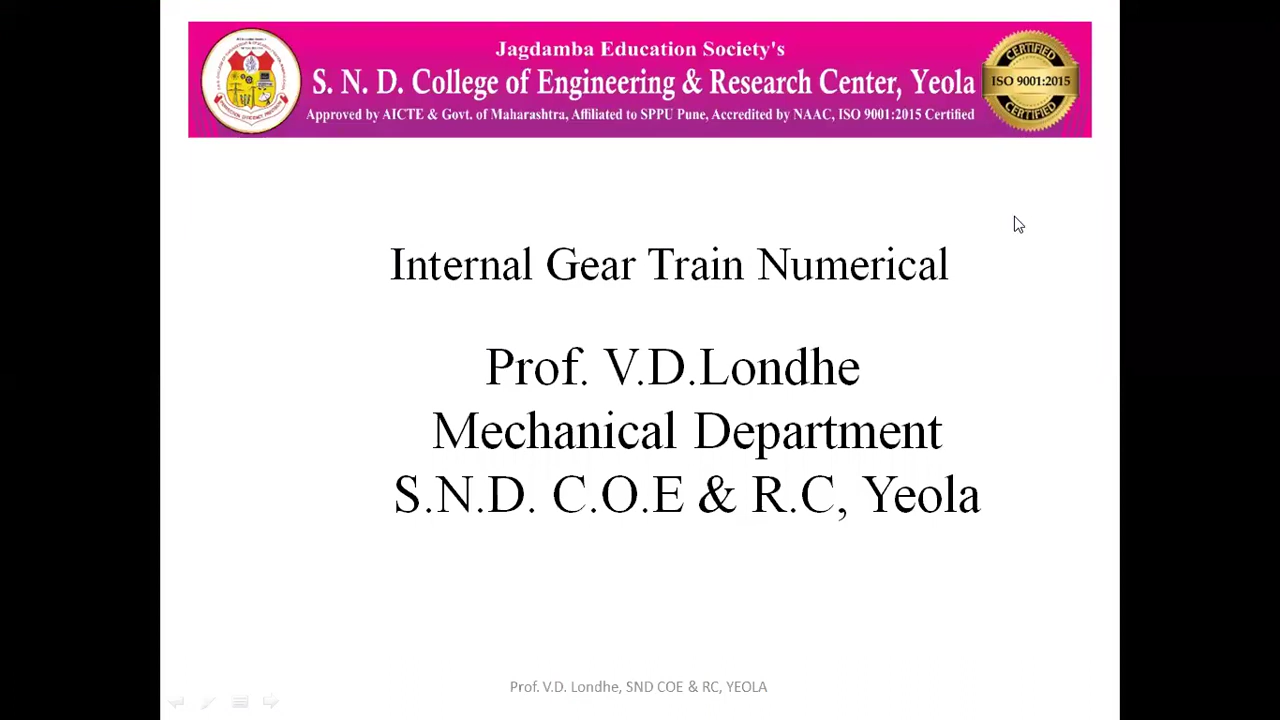 Jagdamba Education Society's
S. N. D. College of Engineering & Research Center, Yeola
Approved by AICTE & Govt. of Maharashtra, Affiliated to SPPU Pune, Accredited by NAAC, ISO 9001:2015 Certified
CERTIFIED
ISO 9001:2015
CERTIFIED
Internal Gear Train Numerical
Prof. V.D.Londhe
Mechanical Department
S.N.D. C.O.E & R.C, Yeola
Prof. V.D. Londhe, SND COE & RC, YEOLA